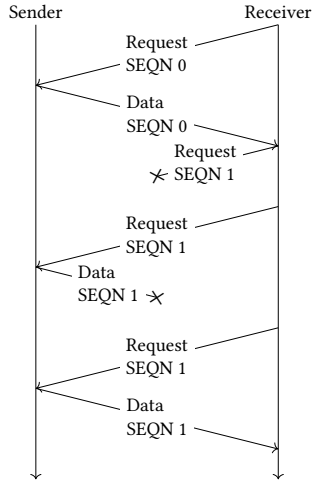 Sender Receiver
Request
SEQN 0
Data
SEQN 0
Request
SEQN 1
Request
SEQN 1
Data
SEQN 1
Request
SEQN 1
Data
SEQN 1